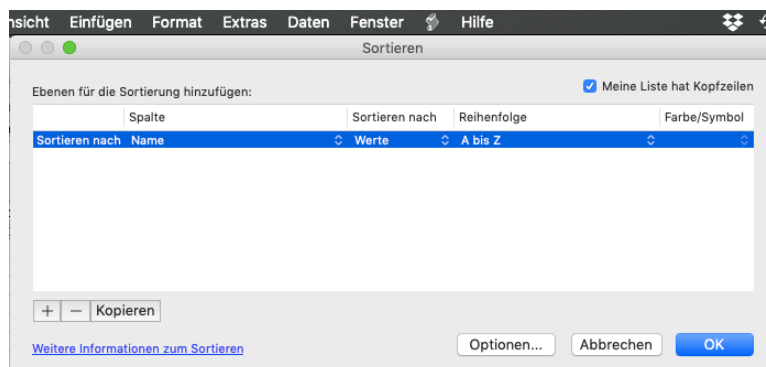 nsicht Einfügen Format Extras Daten Fenster Hilfe
Sortieren
Ebenen für die Sortierung hinzufügen:
Meine Liste hat Kopfzeilen
Spalte Sortieren nach Reihenfolge Farbe/Symbol
Sortieren nach Name Werte A bis Z
+ − Kopieren
Weitere Informationen zum Sortieren
Optionen... Abbrechen OK